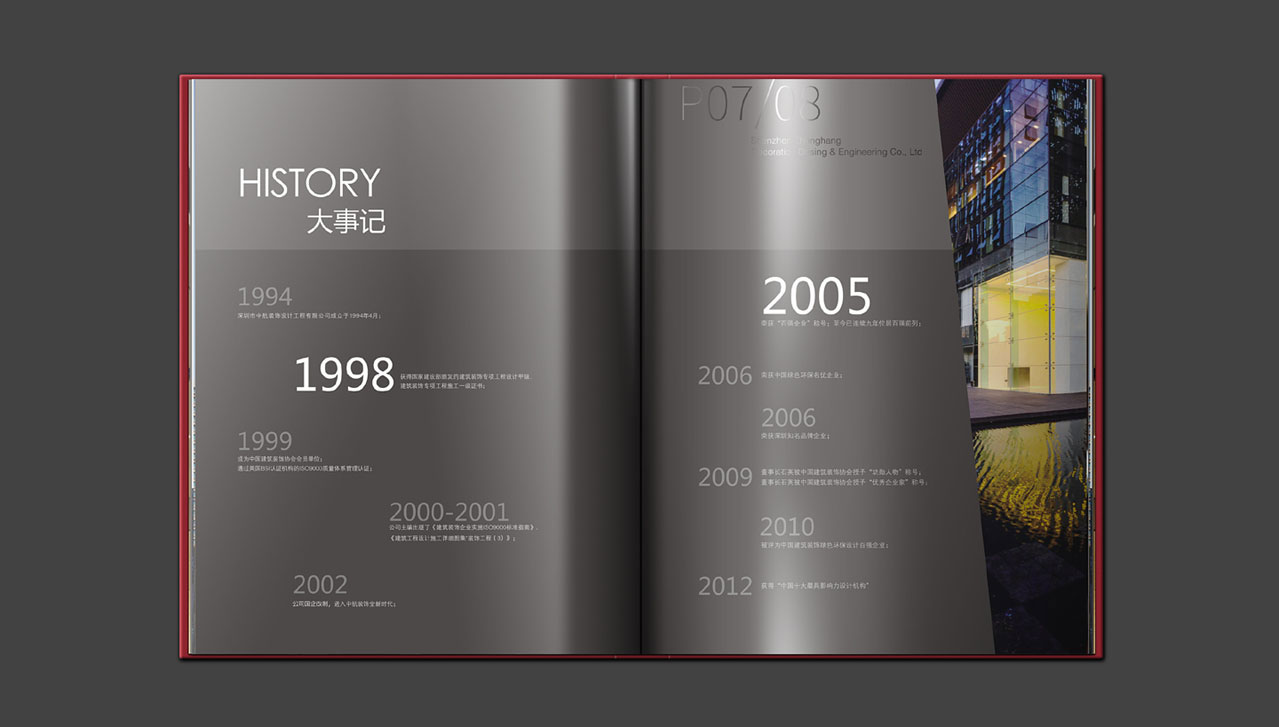 HISTORY
大事记
1994
深圳市中航装饰设计工程有限公司成立于1994年4月；
1998
获得国家建设部颁发的建筑装饰专项工程设计甲级、
建筑装饰专项工程施工一级证书；
1999
成为中国建筑装饰协会会员单位；
通过英国BSI认证机构的ISO9000质量体系管理认证；
2000-2001
公司主编出版了《建筑装饰企业实施ISO9000标准指南》、
《建筑工程设计施工详细图集"装饰工程（3）》；
2002
公司国企改制，进入中航装饰全新时代；
P07/08
Shenzhen Zhonghang
Decoration Desing & Engineering Co., Ltd
2005
荣获“百强企业”称号；至今已连续九年位居百强前列；
2006
荣获中国绿色环保名优企业；
2006
荣获深圳知名品牌企业；
2009
董事长石英被中国建筑装饰协会授予“达如人物”称号；
董事长石英被中国建筑装饰协会授予“优秀企业家”称号；
2010
被评为中国建筑装饰绿色环保设计百强企业；
2012
获得“中国十大最具影响力设计机构”